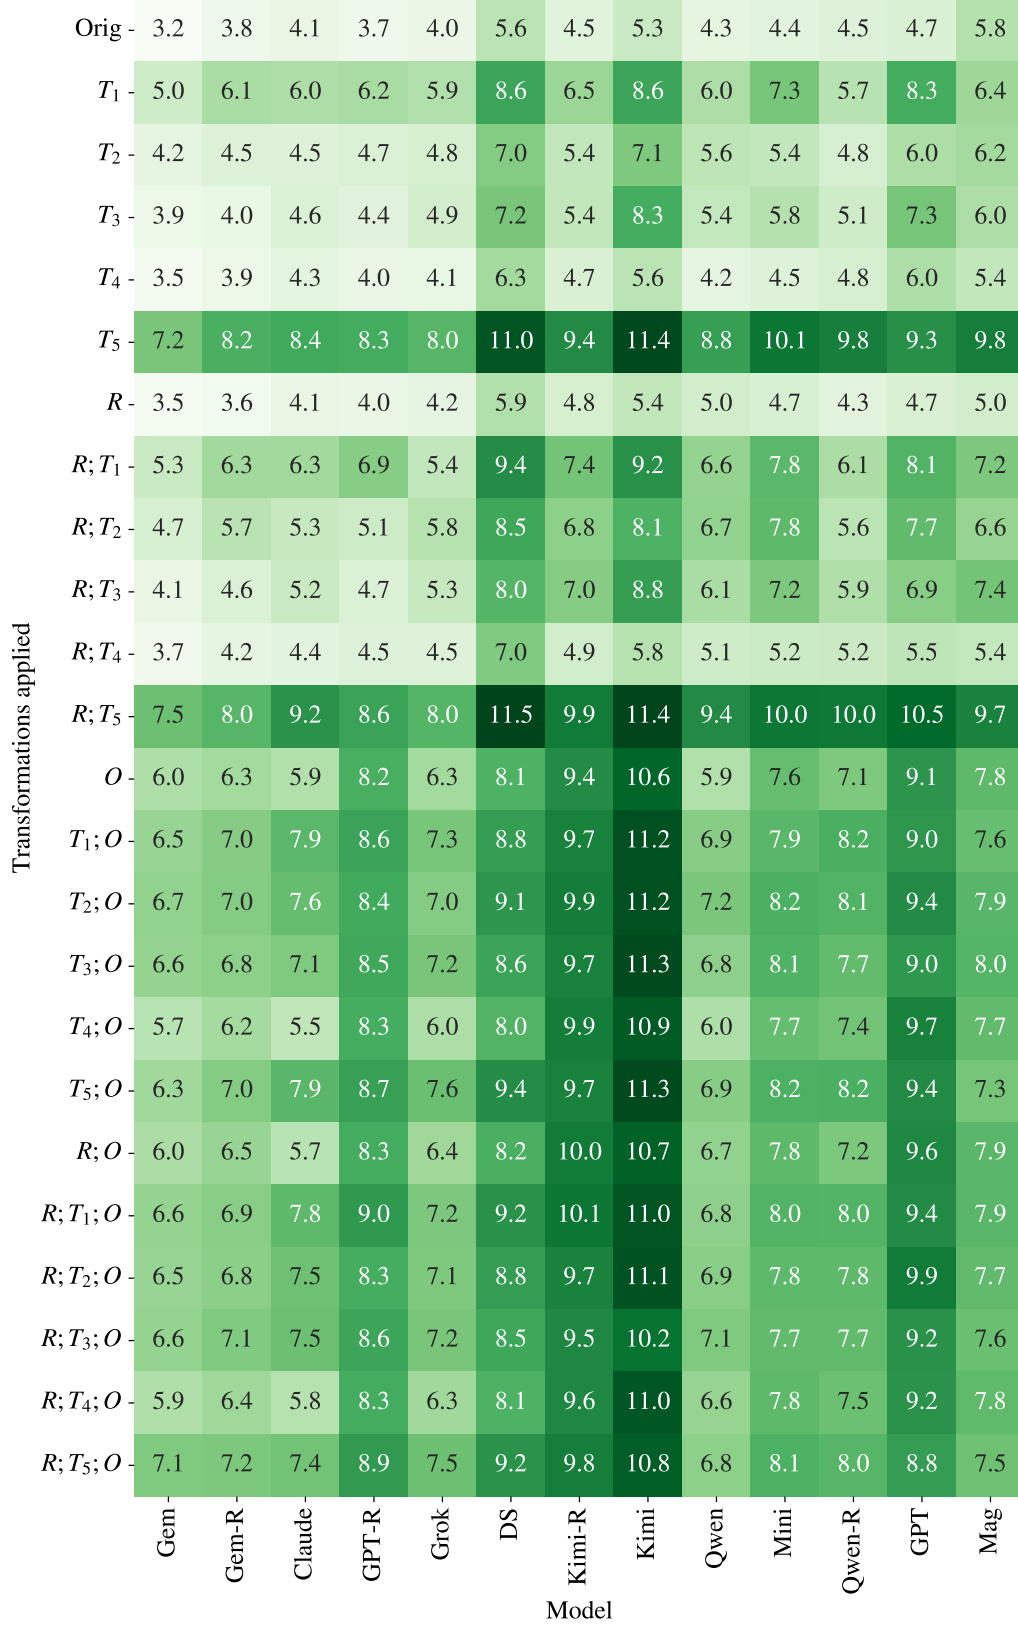 Orig 3.2 3.8 4.1 3.7 4.0 5.6 4.5 5.3 4.3 4.4 4.5 4.7 5.8
T₁ 5.0 6.1 6.0 6.2 5.9 8.6 6.5 8.6 6.0 7.3 5.7 8.3 6.4
T₂ 4.2 4.5 4.5 4.7 4.8 7.0 5.4 7.1 5.6 5.4 4.8 6.0 6.2
T₃ 3.9 4.0 4.6 4.4 4.9 7.2 5.4 8.3 5.4 5.8 5.1 7.3 6.0
T₄ 3.5 3.9 4.3 4.0 4.1 6.3 4.7 5.6 4.2 4.5 4.8 6.0 5.4
T₅ 7.2 8.2 8.4 8.3 8.0 11.0 9.4 11.4 8.8 10.1 9.8 9.3 9.8
R 3.5 3.6 4.1 4.0 4.2 5.9 4.8 5.4 5.0 4.7 4.3 4.7 5.0
R; T₁ 5.3 6.3 6.3 6.9 5.4 9.4 7.4 9.2 6.6 7.8 6.1 8.1 7.2
R; T₂ 4.7 5.7 5.3 5.1 5.8 8.5 6.8 8.1 6.7 7.8 5.6 7.7 6.6
R; T₃ 4.1 4.6 5.2 4.7 5.3 8.0 7.0 8.8 6.1 7.2 5.9 6.9 7.4
R; T₄ 3.7 4.2 4.4 4.5 4.5 7.0 4.9 5.8 5.1 5.2 5.2 5.5 5.4
R; T₅ 7.5 8.0 9.2 8.6 8.0 11.5 9.9 11.4 9.4 10.0 10.0 10.5 9.7
O 6.0 6.3 5.9 8.2 6.3 8.1 9.4 10.6 5.9 7.6 7.1 9.1 7.8
T₁; O 6.5 7.0 7.9 8.6 7.3 8.8 9.7 11.2 6.9 7.9 8.2 9.0 7.6
T₂; O 6.7 7.0 7.6 8.4 7.0 9.1 9.9 11.2 7.2 8.2 8.1 9.4 7.9
T₃; O 6.6 6.8 7.1 8.5 7.2 8.6 9.7 11.3 6.8 8.1 7.7 9.0 8.0
T₄; O 5.7 6.2 5.5 8.3 6.0 8.0 9.9 10.9 6.0 7.7 7.4 9.7 7.7
T₅; O 6.3 7.0 7.9 8.7 7.6 9.4 9.7 11.3 6.9 8.2 8.2 9.4 7.3
R; O 6.0 6.5 5.7 8.3 6.4 8.2 10.0 10.7 6.7 7.8 7.2 9.6 7.9
R; T₁; O 6.6 6.9 7.8 9.0 7.2 9.2 10.1 11.0 6.8 8.0 8.0 9.4 7.9
R; T₂; O 6.5 6.8 7.5 8.3 7.1 8.8 9.7 11.1 6.9 7.8 7.8 9.9 7.7
R; T₃; O 6.6 7.1 7.5 8.6 7.2 8.5 9.5 10.2 7.1 7.7 7.7 9.2 7.6
R; T₄; O 5.9 6.4 5.8 8.3 6.3 8.1 9.6 11.0 6.6 7.8 7.5 9.2 7.8
R; T₅; O 7.1 7.2 7.4 8.9 7.5 9.2 9.8 10.8 6.8 8.1 8.0 8.8 7.5
Transformations applied
Gem Gem-R Claude GPT-R Grok DS Kimi-R Kimi Qwen Mini Qwen-R GPT Mag
Model